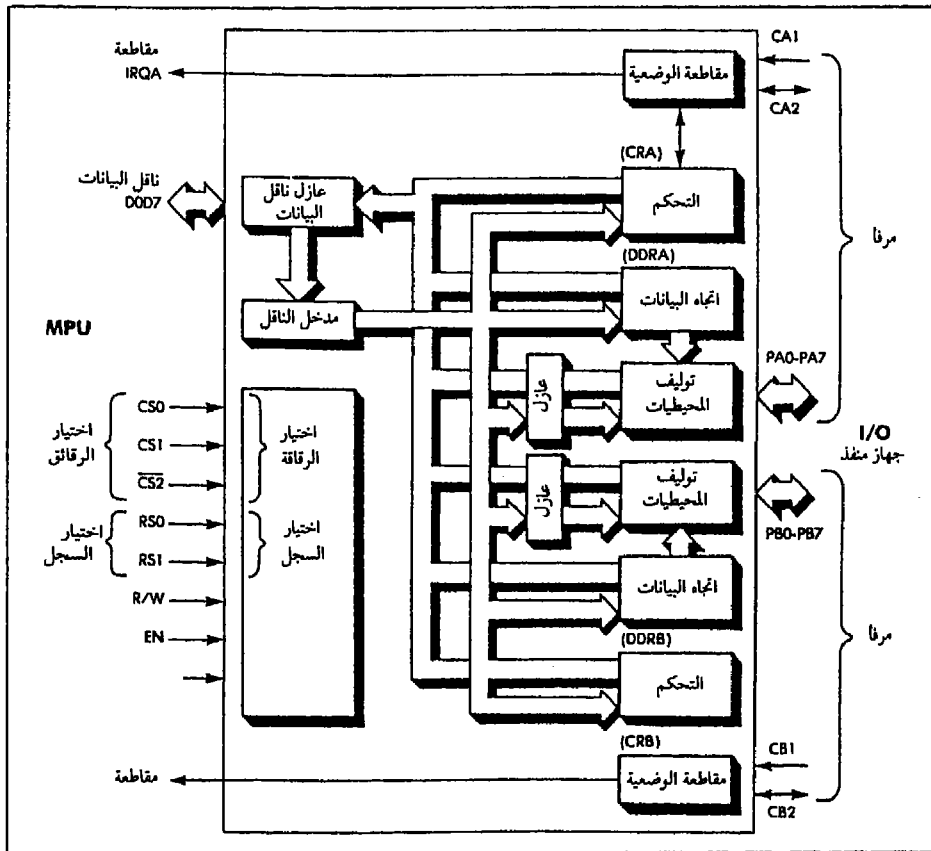 مقاطعة
IRQA
مقاطعة الوضعية
CA1
CA2
(CRA)
ناقل البيانات
D0D7
عازل ناقل
البيانات
التحكم
مرفا
(DDRA)
اتجاه البيانات
مدخل الناقل
MPU
PA0-PA7
توليف
المحيطيات
عازل
CS0
CS1
CS2
اختيار
الرقائق
اختيار
الرقاقة
I/O
جهاز منفذ
توليف
المحيطيات
عازل
RS0
RS1
اختيار
السجل
اختيار
السجل
PB0-PB7
R/W
EN
اتجاه البيانات
(DDRB)
مرفا
التحكم
(CRB)
مقاطعة
مقاطعة الوضعية
CB1
CB2